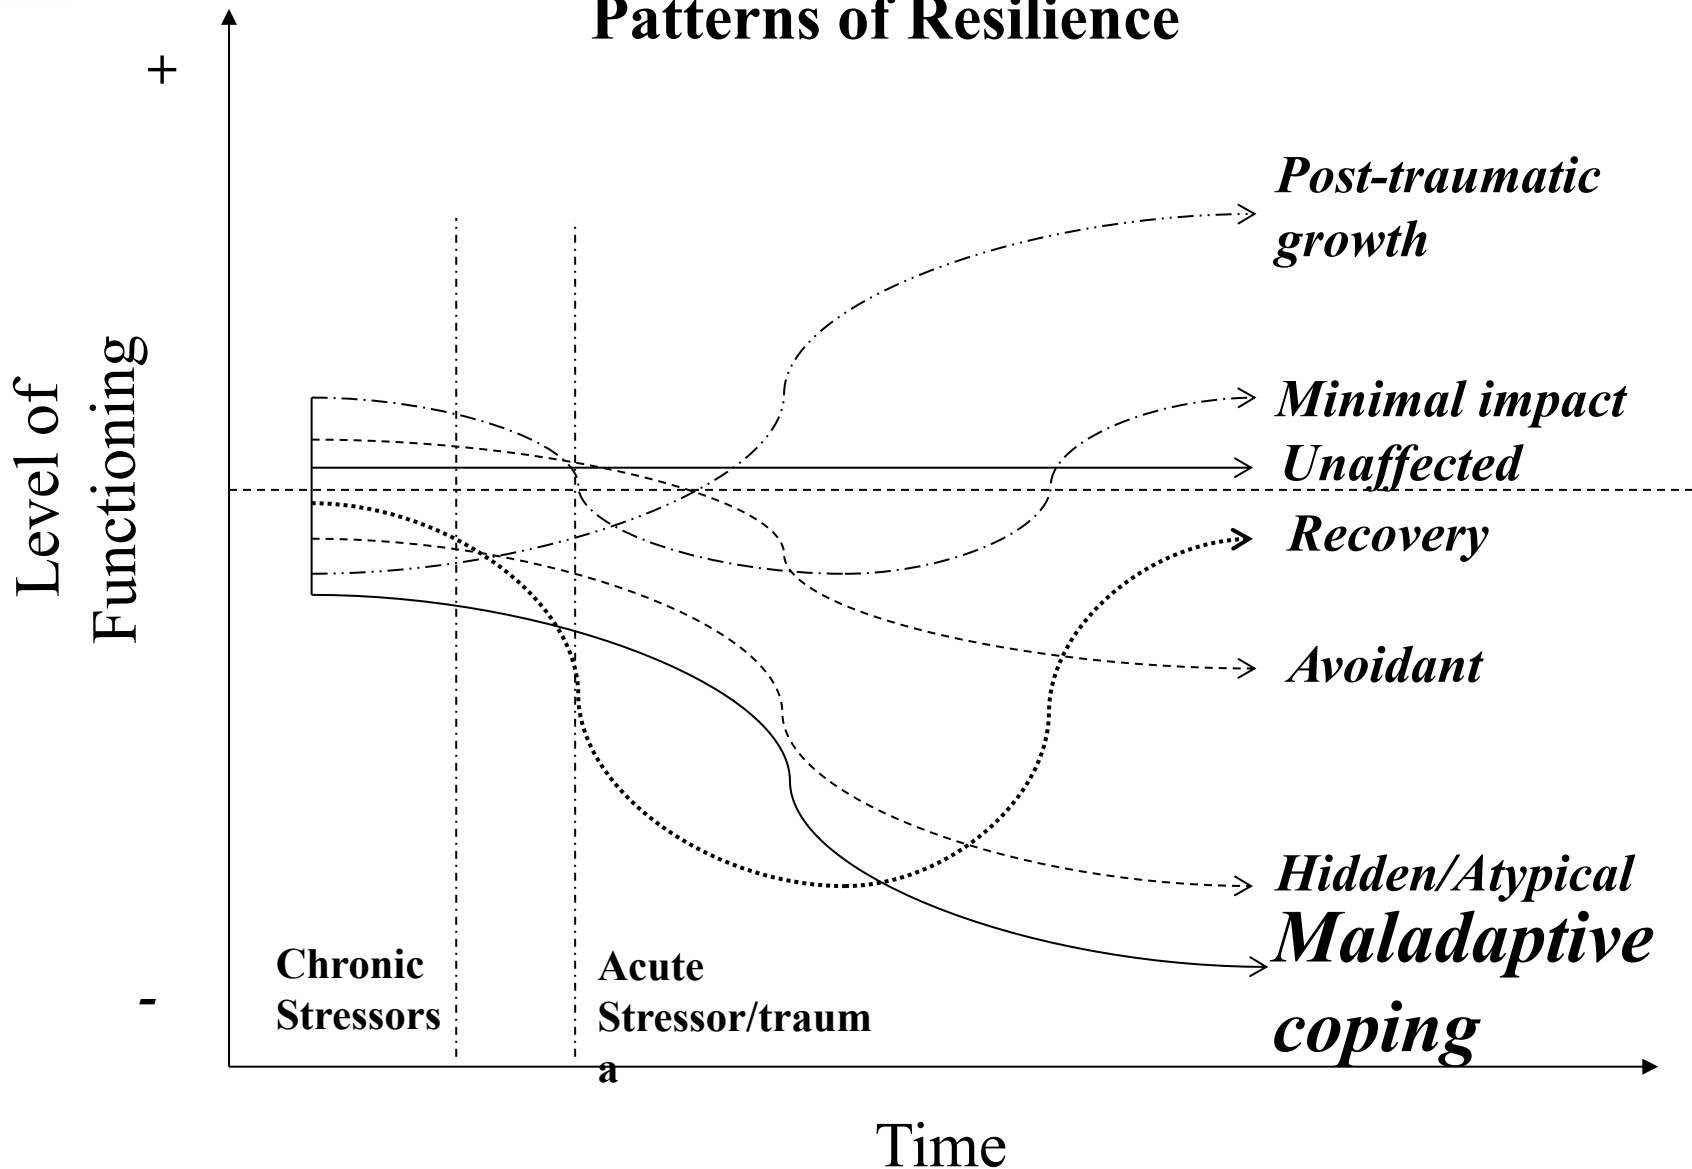 Patterns of Resilience
+
Post-traumatic
growth
Level of
Functioning
Minimal impact
Unaffected
Recovery
Avoidant
Hidden/Atypical
Maladaptive
coping
Chronic
Stressors
Acute
Stressor/traum
a
-
Time